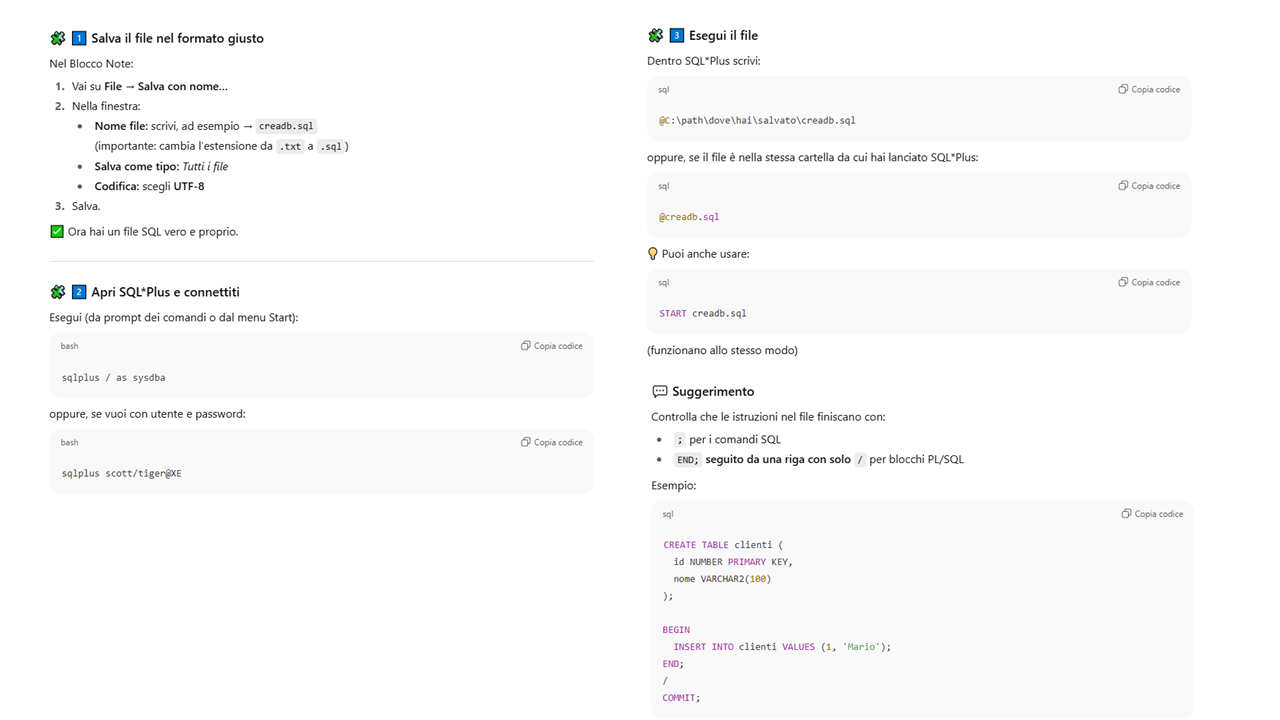 🧩 1️⃣ Salva il file nel formato giusto
Nel Blocco Note:
1. Vai su File → Salva con nome...
2. Nella finestra:
• Nome file: scrivi, ad esempio → creadb.sql
(importante: cambia l'estensione da .txt a .sql)
• Salva come tipo: Tutti i file
• Codifica: scegli UTF-8
3. Salva.
✅ Ora hai un file SQL vero e proprio.
🧩 2️⃣ Apri SQL*Plus e connettiti
Esegui (da prompt dei comandi o dal menu Start):
bash
Copia codice
sqlplus / as sysdba
oppure, se vuoi con utente e password:
bash
Copia codice
sqlplus scott/tiger@XE
🧩 3️⃣ Esegui il file
Dentro SQL*Plus scrivi:
sql
Copia codice
@C:\path\dove\hai\salvato\creadb.sql
oppure, se il file è nella stessa cartella da cui hai lanciato SQL*Plus:
sql
Copia codice
@creadb.sql
💡 Puoi anche usare:
sql
Copia codice
START creadb.sql
(funzionano allo stesso modo)
💬 Suggerimento
Controlla che le istruzioni nel file finiscano con:
• ; per i comandi SQL
• END; seguito da una riga con solo / per blocchi PL/SQL
Esempio:
sql
Copia codice
CREATE TABLE clienti (
id NUMBER PRIMARY KEY,
nome VARCHAR2(100)
);
BEGIN
INSERT INTO clienti VALUES (1, 'Mario');
END;
/
COMMIT;